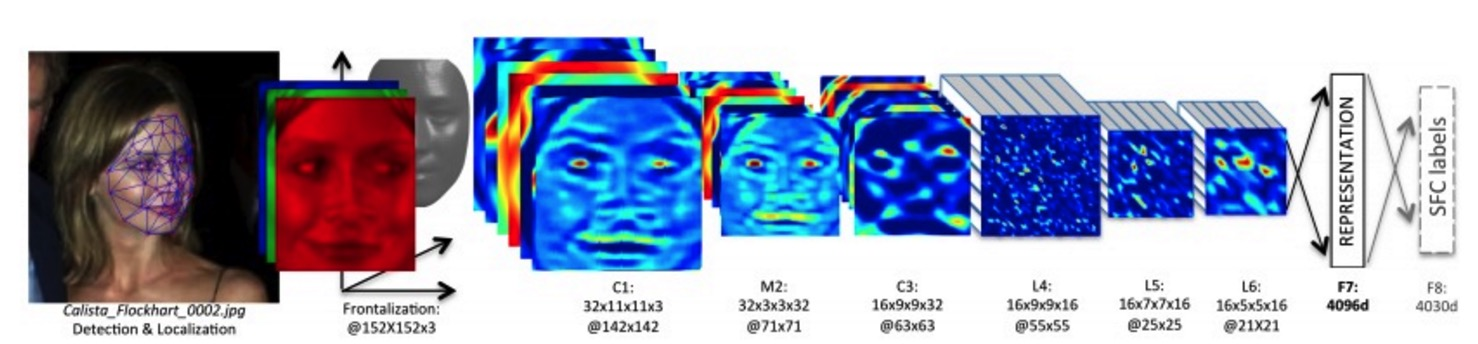 Calista_Flockhart_0002.jpg
Detection & Localization
Frontalization:
@152X152x3
C1:
32x11x11x3
@142x142
M2:
32x3x3x32
@71x71
C3:
16x9x9x32
@63x63
L4:
16x9x9x16
@55x55
L5:
16x7x7x16
@25x25
L6:
16x5x5x16
@21X21
REPRESENTATION
F7:
4096d
SFC labels
F8:
4030d